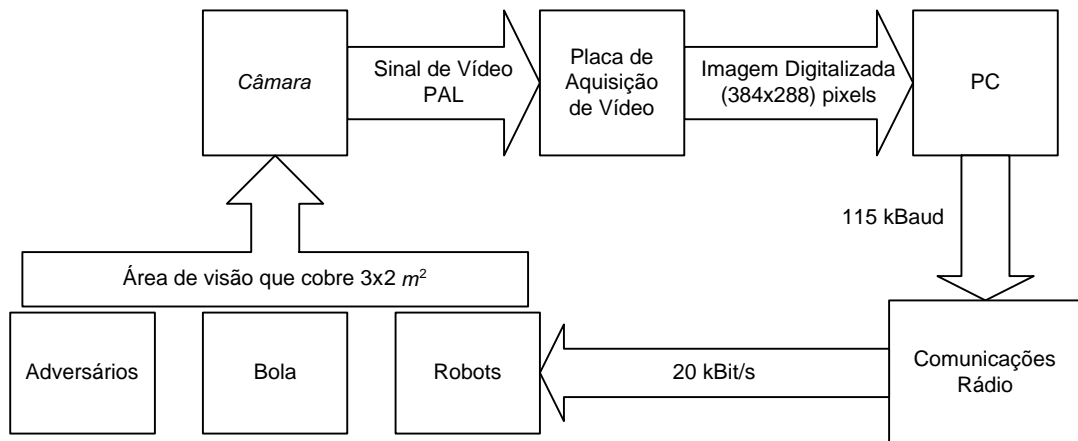 Câmara
Sinal de Vídeo
PAL
Placa de
Aquisição
de Vídeo
Imagem Digitalizada
(384x288) pixels
PC
115 kBaud
Área de visão que cobre 3x2 m²
Adversários
Bola
Robots
20 kBit/s
Comunicações
Rádio